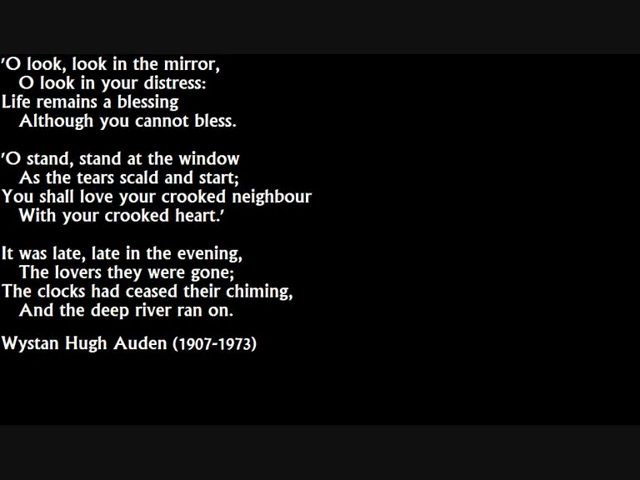 'O look, look in the mirror,
O look in your distress:
Life remains a blessing
Although you cannot bless.
'O stand, stand at the window
As the tears scald and start;
You shall love your crooked neighbour
With your crooked heart.'
It was late, late in the evening,
The lovers they were gone;
The clocks had ceased their chiming,
And the deep river ran on.
Wystan Hugh Auden (1907-1973)